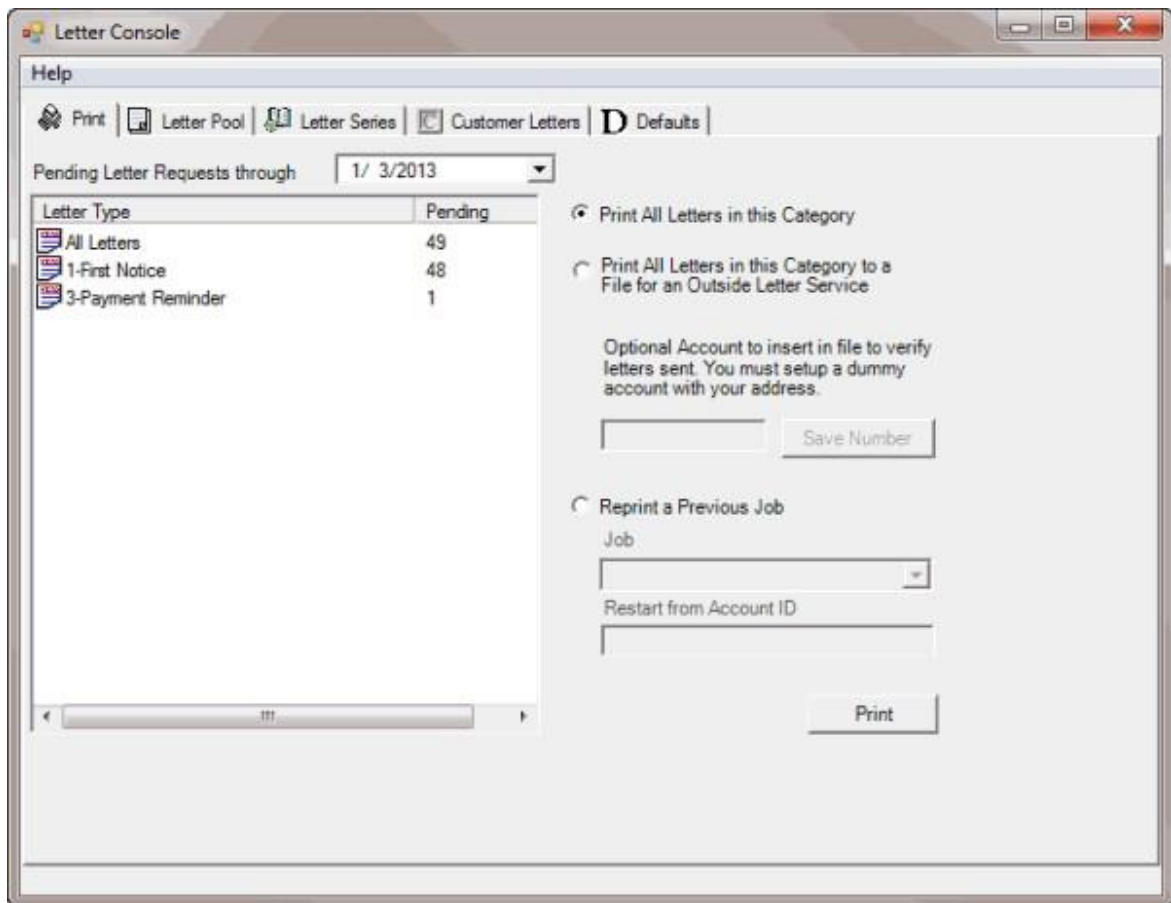 Letter Console
Help
Print Letter Pool Letter Series C Customer Letters D Defaults
Pending Letter Requests through 1/ 3/2013
Letter Type Pending
All Letters 49
1-First Notice 48
3-Payment Reminder 1
Print All Letters in this Category
Print All Letters in this Category to a
File for an Outside Letter Service
Optional Account to insert in file to verify
letters sent. You must setup a dummy
account with your address.
Save Number
Reprint a Previous Job
Job
Restart from Account ID
Print